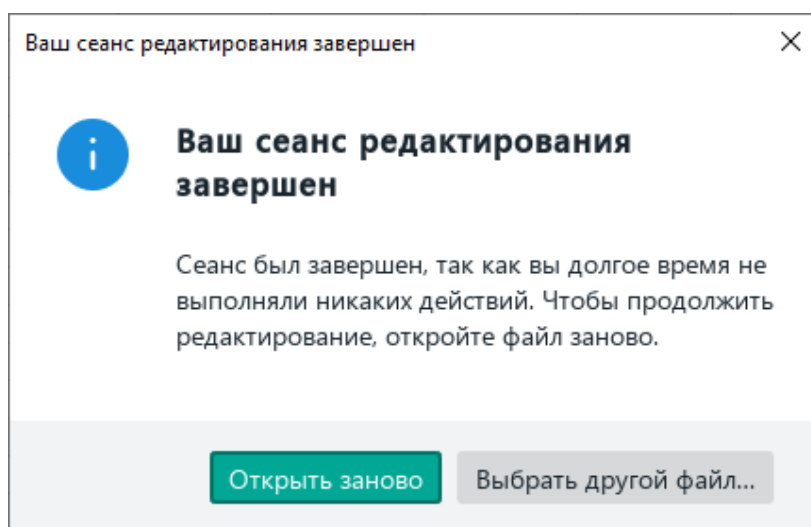 Ваш сеанс редактирования завершен
Ваш сеанс редактирования
завершен
Сеанс был завершен, так как вы долгое время не
выполняли никаких действий. Чтобы продолжить
редактирование, откройте файл заново.
Открыть заново
Выбрать другой файл...